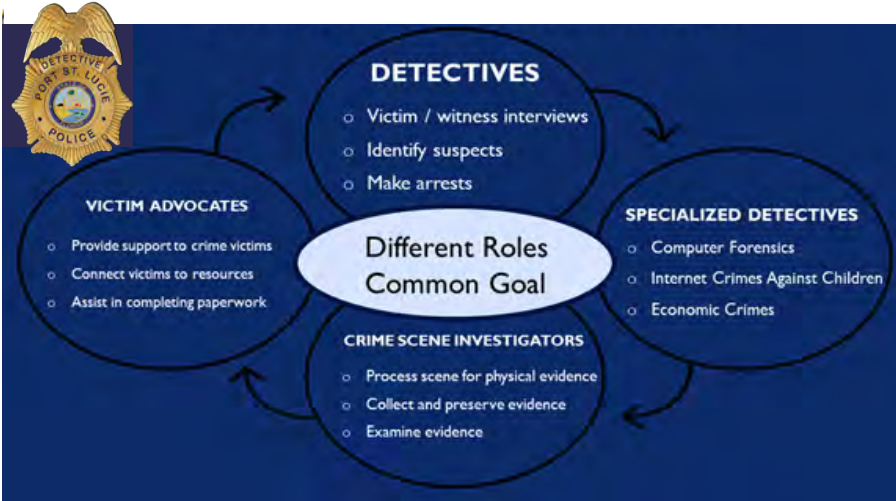 DETECTIVE
PORT ST. LUCIE
POLICE
DETECTIVES
Victim / witness interviews
Identify suspects
Make arrests
VICTIM ADVOCATES
Provide support to crime victims
Connect victims to resources
Assist in completing paperwork
Different Roles
Common Goal
SPECIALIZED DETECTIVES
Computer Forensics
Internet Crimes Against Children
Economic Crimes
CRIME SCENE INVESTIGATORS
Process scene for physical evidence
Collect and preserve evidence
Examine evidence